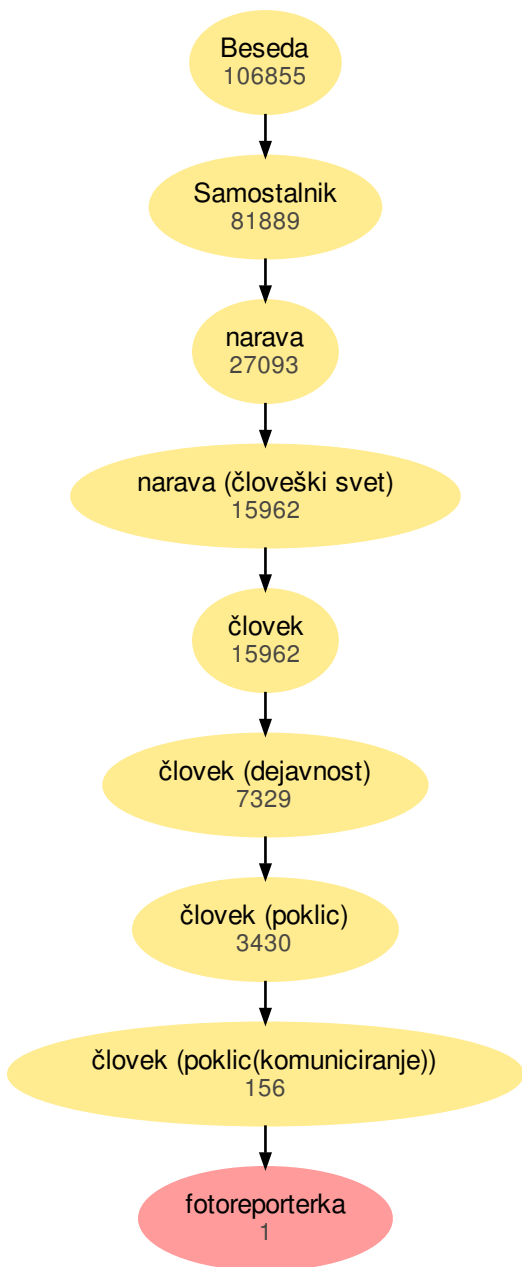 Beseda
106855
Samostalnik
81889
narava
27093
narava (človeški svet)
15962
človek
15962
človek (dejavnost)
7329
človek (poklic)
3430
človek (poklic(komuniciranje))
156
fotoreporterka
1